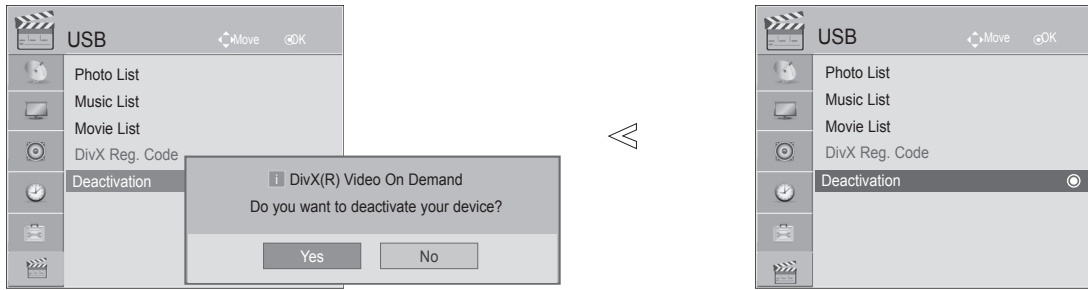 USB
Move OK
Photo List
Music List
Movie List
DivX Reg. Code
Deactivation
i DivX(R) Video On Demand
Do you want to deactivate your device?
Yes No
USB
Move OK
Photo List
Music List
Movie List
DivX Reg. Code
Deactivation